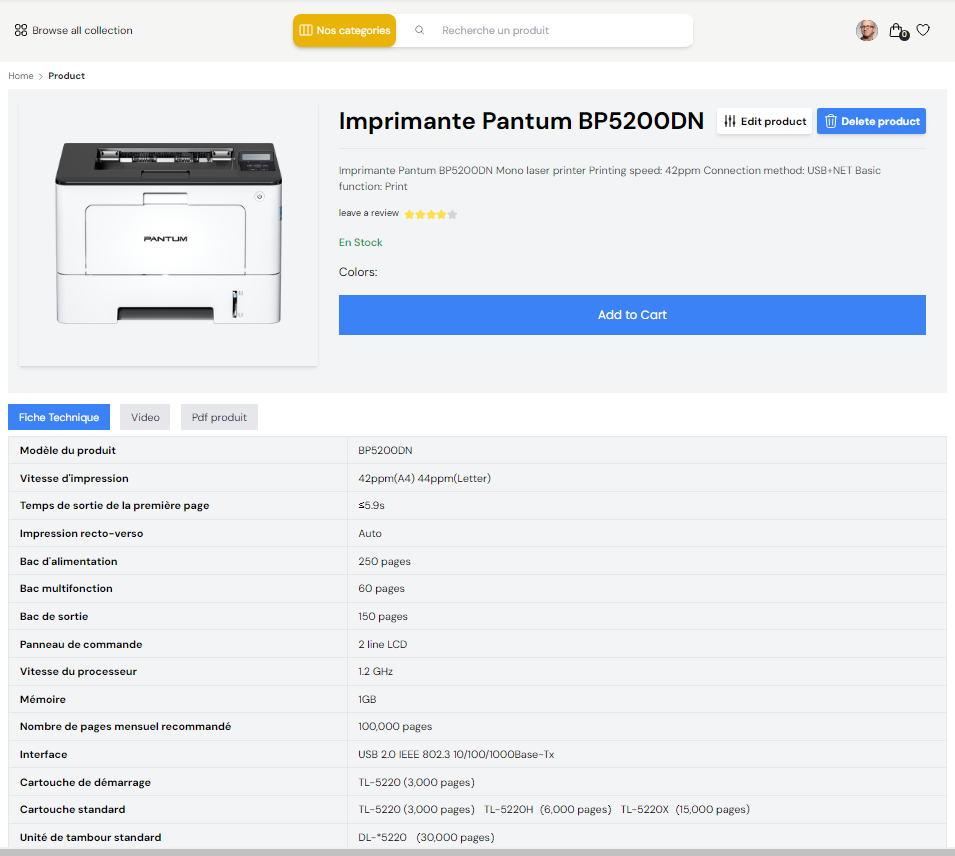 Browse all collection
Nos categories
Recherche un produit
0
Home > Product
Imprimante Pantum BP5200DN
Edit product
Delete product
Imprimante Pantum BP5200DN Mono laser printer Printing speed: 42ppm Connection method: USB+NET Basic
function: Print
leave a review
En Stock
Colors:
Add to Cart
PANTUM
Fiche Technique
Video
Pdf produit
Modèle du produit BP5200DN
Vitesse d'impression 42ppm(A4) 44ppm(Letter)
Temps de sortie de la première page ≤5.9s
Impression recto-verso Auto
Bac d'alimentation 250 pages
Bac multifonction 60 pages
Bac de sortie 150 pages
Panneau de commande 2 line LCD
Vitesse du processeur 1.2 GHz
Mémoire 1GB
Nombre de pages mensuel recommandé 100,000 pages
Interface USB 2.0 IEEE 802.3 10/100/1000Base-Tx
Cartouche de démarrage TL-5220 (3,000 pages)
Cartouche standard TL-5220 (3,000 pages) TL-5220H (6,000 pages) TL-5220X (15,000 pages)
Unité de tambour standard DL-*5220 (30,000 pages)